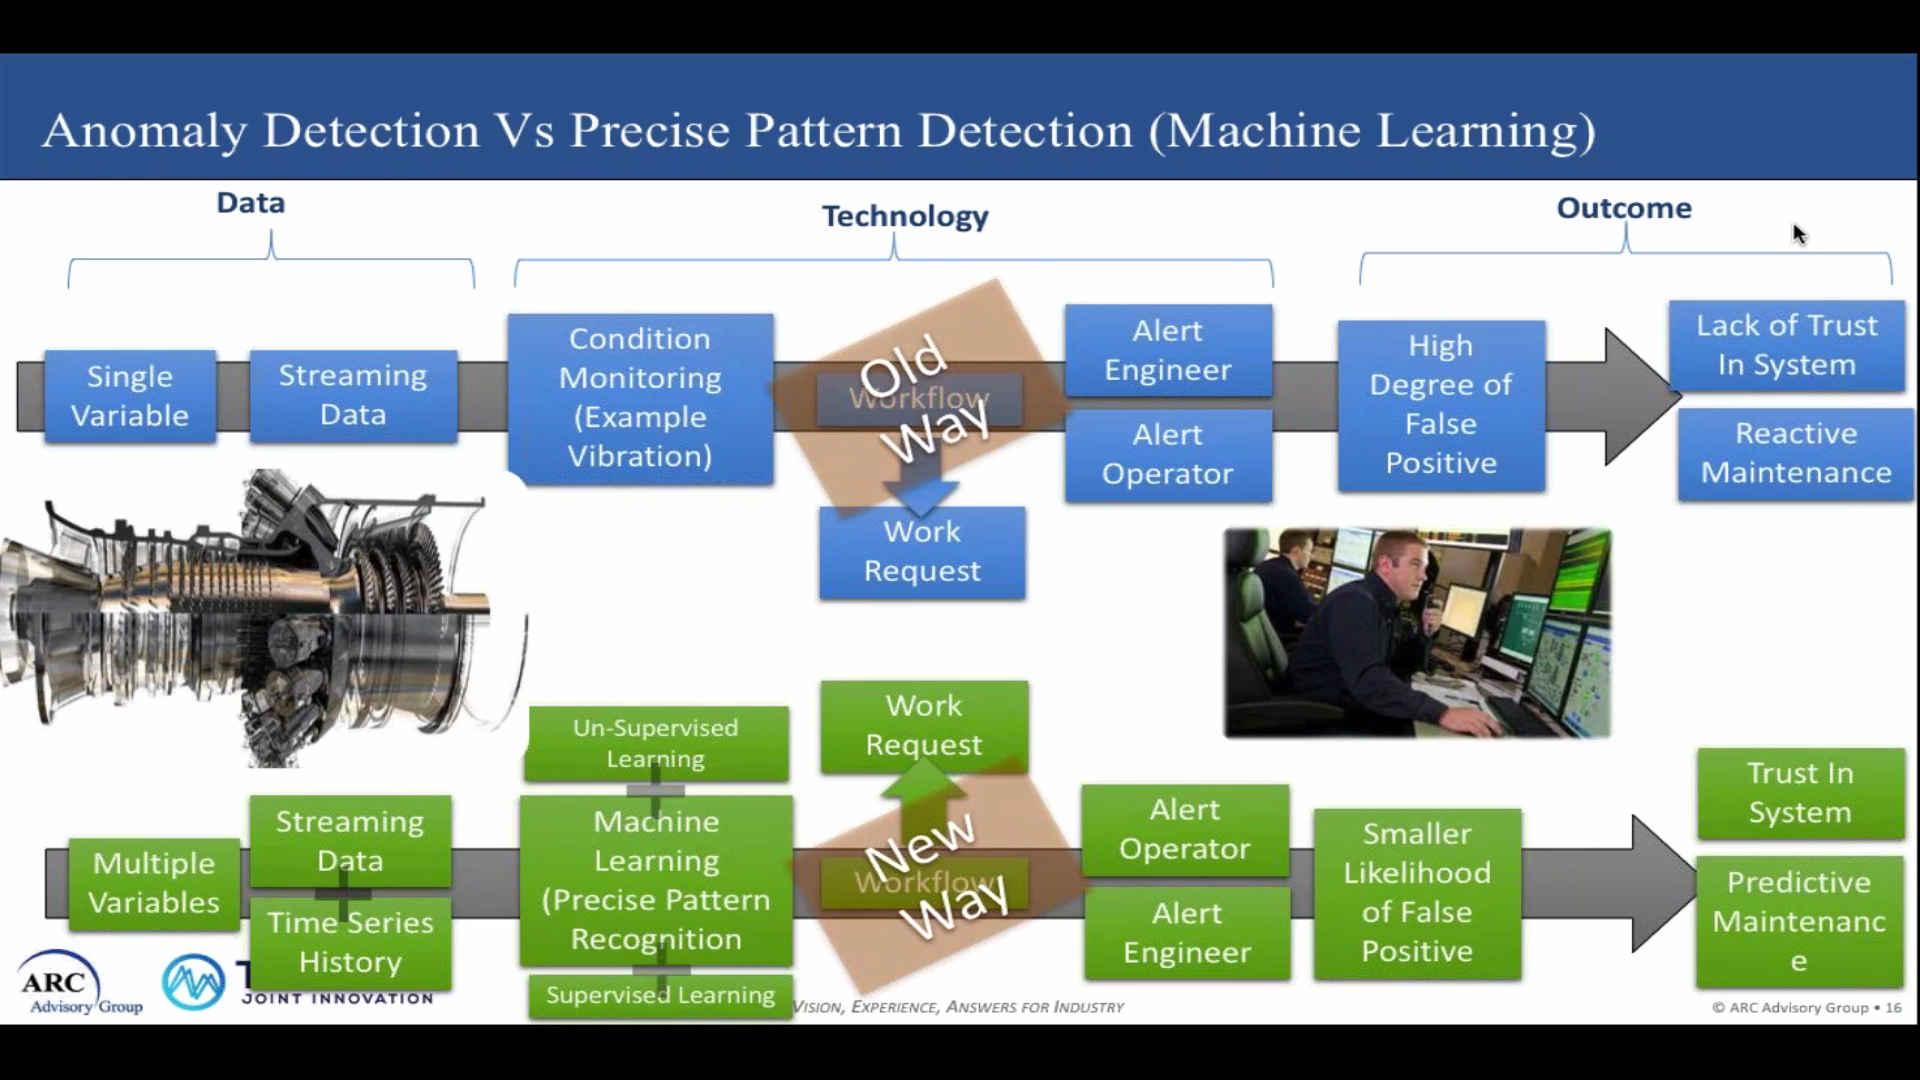 Anomaly Detection Vs Precise Pattern Detection (Machine Learning)
Data
Technology
Outcome
Single
Variable
Streaming
Data
Condition
Monitoring
(Example
Vibration)
Old
Way
Workflow
Work
Request
Alert
Engineer
Alert
Operator
High
Degree of
False
Positive
Lack of Trust
In System
Reactive
Maintenance
Multiple
Variables
Streaming
Data
Time Series
History
Un-Supervised
Learning
Machine
Learning
(Precise Pattern
Recognition
Supervised Learning
Work
Request
New
Way
Workflow
Alert
Operator
Alert
Engineer
Smaller
Likelihood
of False
Positive
Trust In
System
Predictive
Maintenanc
e
ARC
Advisory Group
JOINT INNOVATION
VISION, EXPERIENCE, ANSWERS FOR INDUSTRY
© ARC Advisory Group • 16